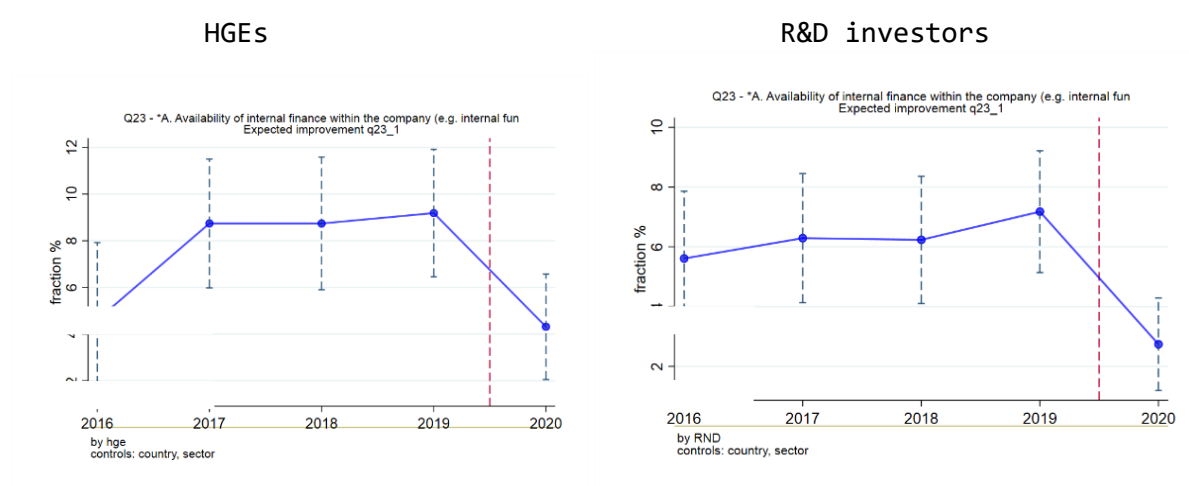 HGEs
R&D investors
Q23 - *A. Availability of internal finance within the company (e.g. internal fun
Expected improvement q23_1
fraction %
12
10
8
6
2016
2017
2018
2019
2020
by hge
controls: country, sector
Q23 - *A. Availability of internal finance within the company (e.g. internal fun
Expected improvement q23_1
fraction %
10
8
6
2
2016
2017
2018
2019
2020
by RND
controls: country, sector